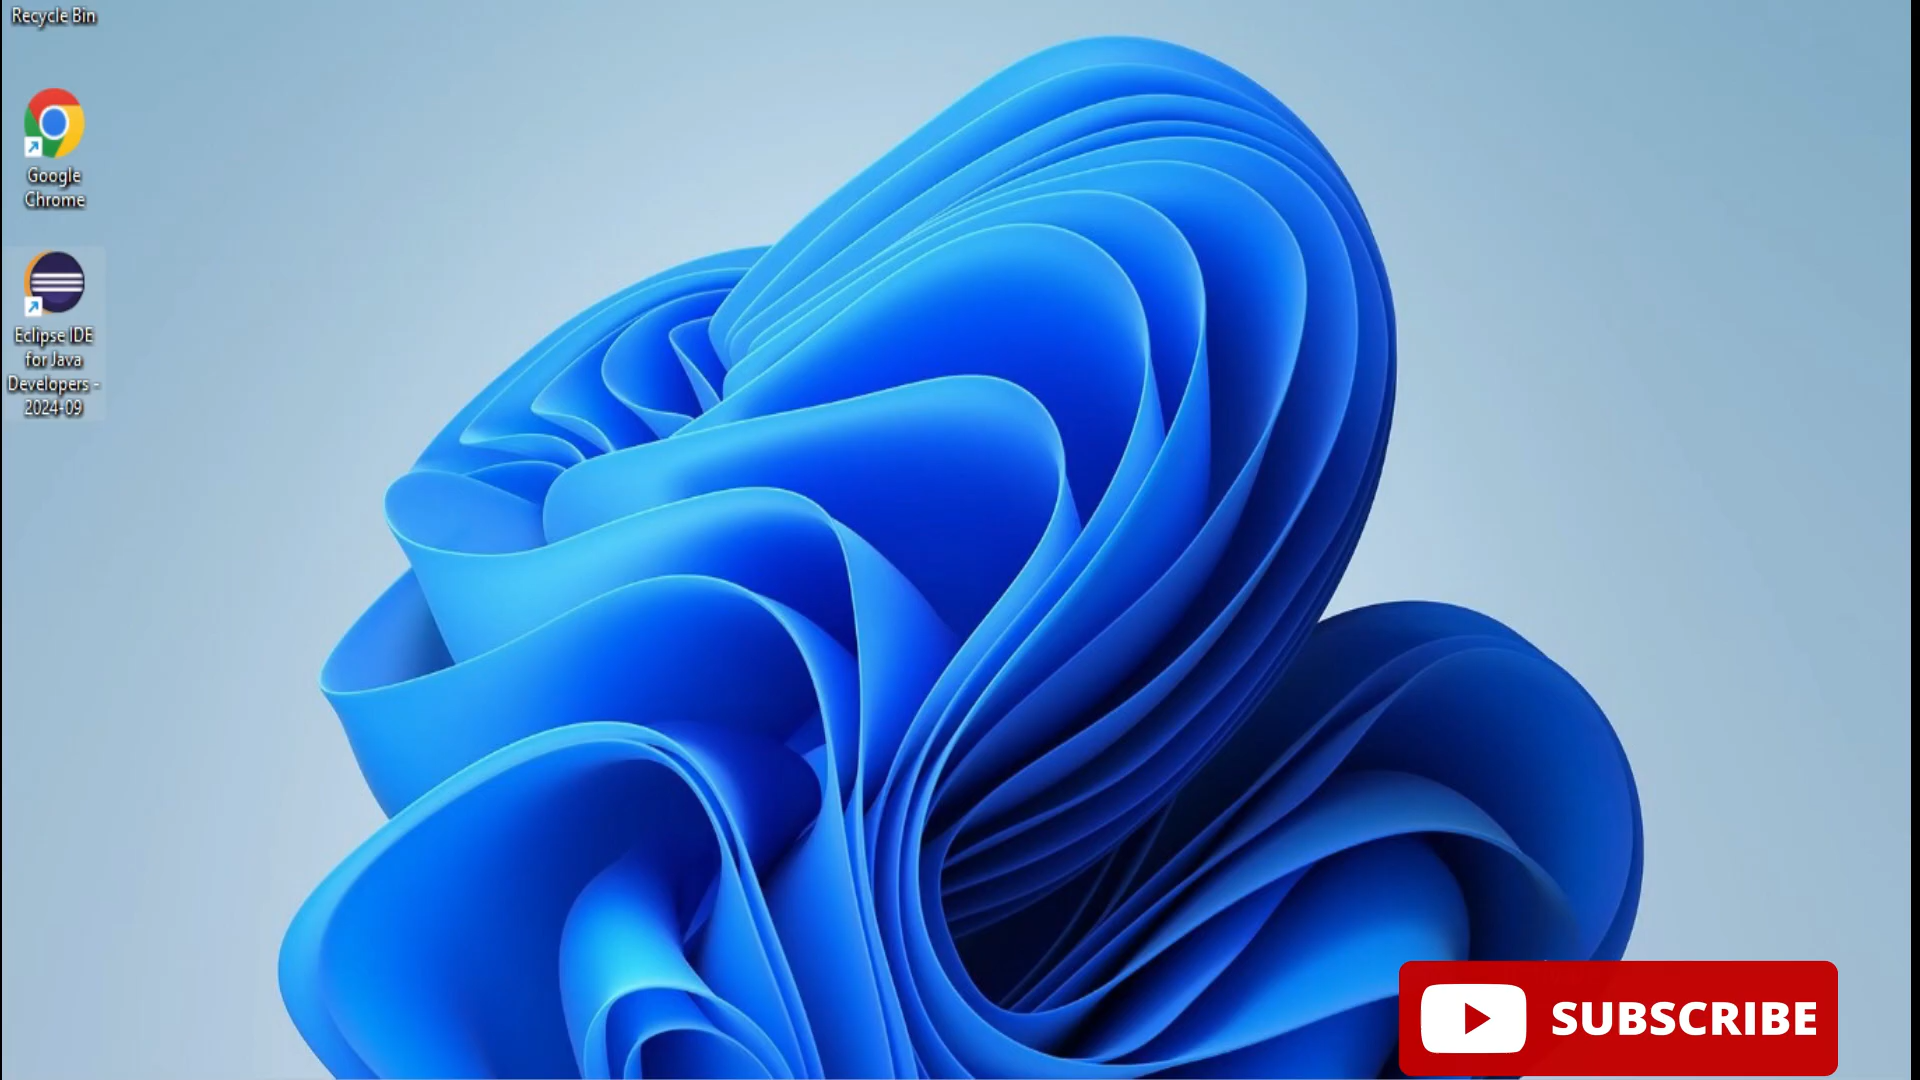 Recycle Bin
Google
Chrome
Eclipse IDE
for Java
Developers -
2024-09
SUBSCRIBE